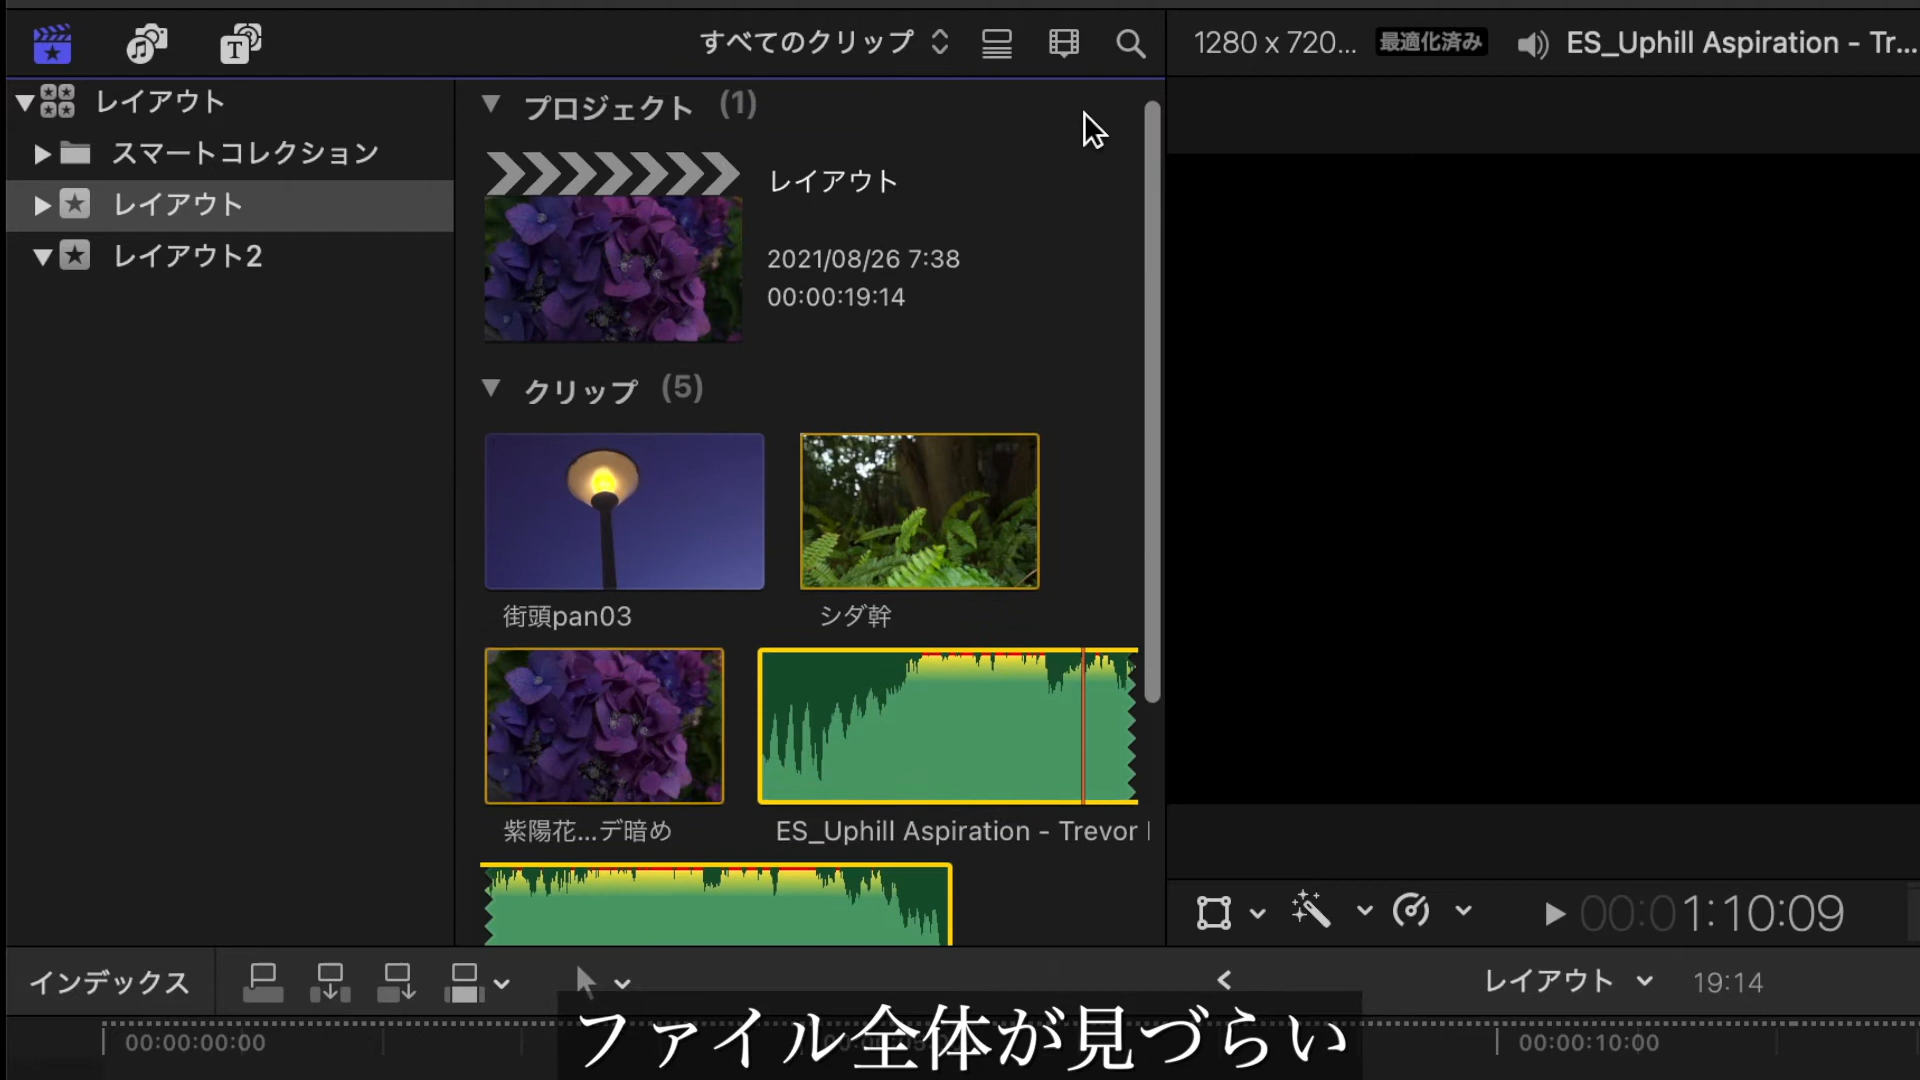 すべてのクリップ
1280 x 720...
最適化済み
ES_Uphill Aspiration - Tr...
レイアウト
スマートコレクション
レイアウト
レイアウト2
プロジェクト (1)
レイアウト
2021/08/26 7:38
00:00:19:14
クリップ (5)
街頭pan03
シダ幹
紫陽花...デ暗め
ES_Uphill Aspiration - Trevor
00:01:10:09
インデックス
レイアウト
19:14
00:00:00:00
00:00:10:00
ファイル全体が見づらい